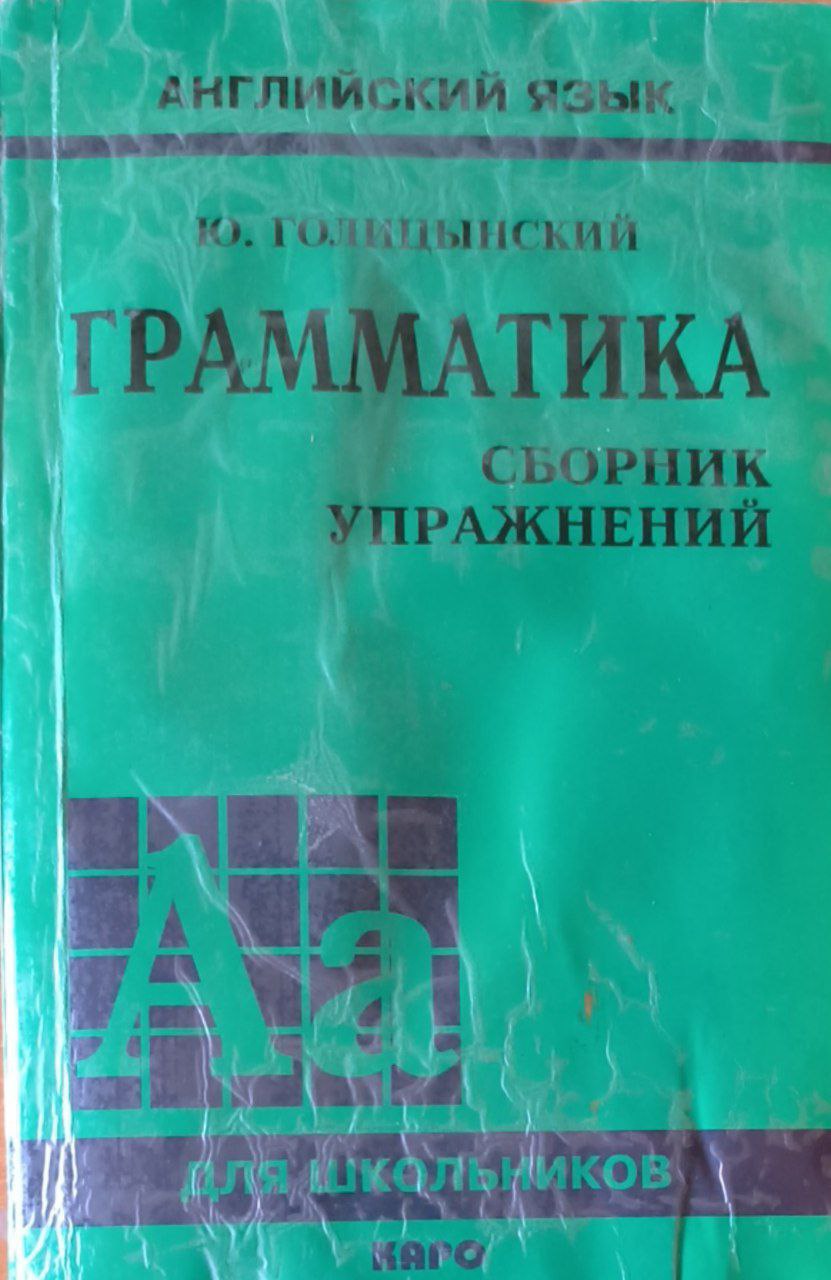 АНГЛИЙСКИЙ ЯЗЫК
Ю. ГОЛИЦЫНСКИЙ
ГРАММАТИКА
СБОРНИК
УПРАЖНЕНИЙ
Aa
ДЛЯ ШКОЛЬНИКОВ
КАРО